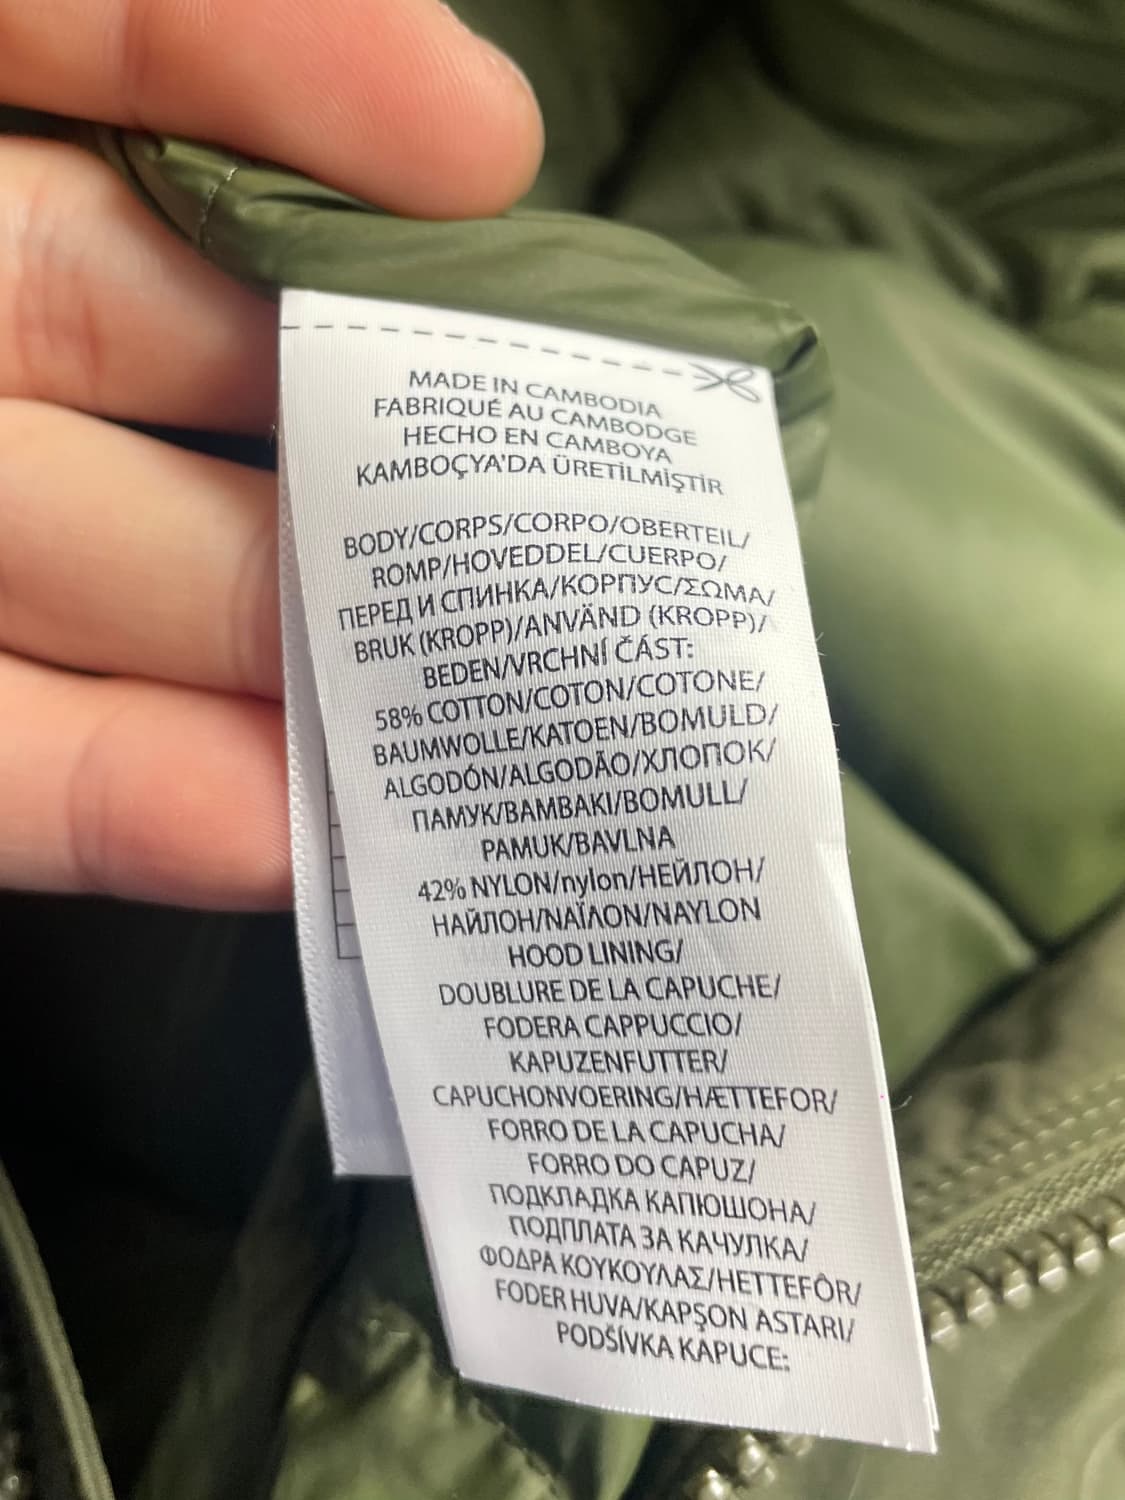 MADE IN CAMBODIA
FABRIQUÉ AU CAMBODGE
HECHO EN CAMBOYA
KAMBOÇYA'DA ÜRETİLMİŞTİR
BODY/CORPS/CORPO/OBERTEIL/
ROMP/HOVEDDEL/CUERPO/
ПЕРЕД И СПИНКА/КОРПУС/ΣΩΜΑ/
BRUK (KROPP)/ANVÄND (KROPP)/
BEDEN/VRCHNÍ ČÁST:
58% COTTON/COTON/COTONE/
BAUMWOLLE/KATOEN/BOMULD/
ALGODÓN/ALGODÃO/ХЛОПОК/
ПАМУК/BAMBAKI/BOMULL/
PAMUK/BAVLNA
42% NYLON/nylon/НЕЙЛОН/
НАЙЛОН/ΝΑΪΛΟΝ/NAYLON
HOOD LINING/
DOUBLURE DE LA CAPUCHE/
FODERA CAPPUCCIO/
KAPUZENFUTTER/
CAPUCHONVOERING/HÆTTEFOR/
FORRO DE LA CAPUCHA/
FORRO DO CAPUZ/
ПОДКЛАДКА КАПЮШОНА/
ПОДПЛАТА ЗА КАЧУЛКА/
ΦΟΔΡΑ ΚΟΥΚΟΥΛΑΣ/HETTEFÔR/
FODER HUVA/KAPŞON ASTARI/
PODŠÍVKA KAPUCE: